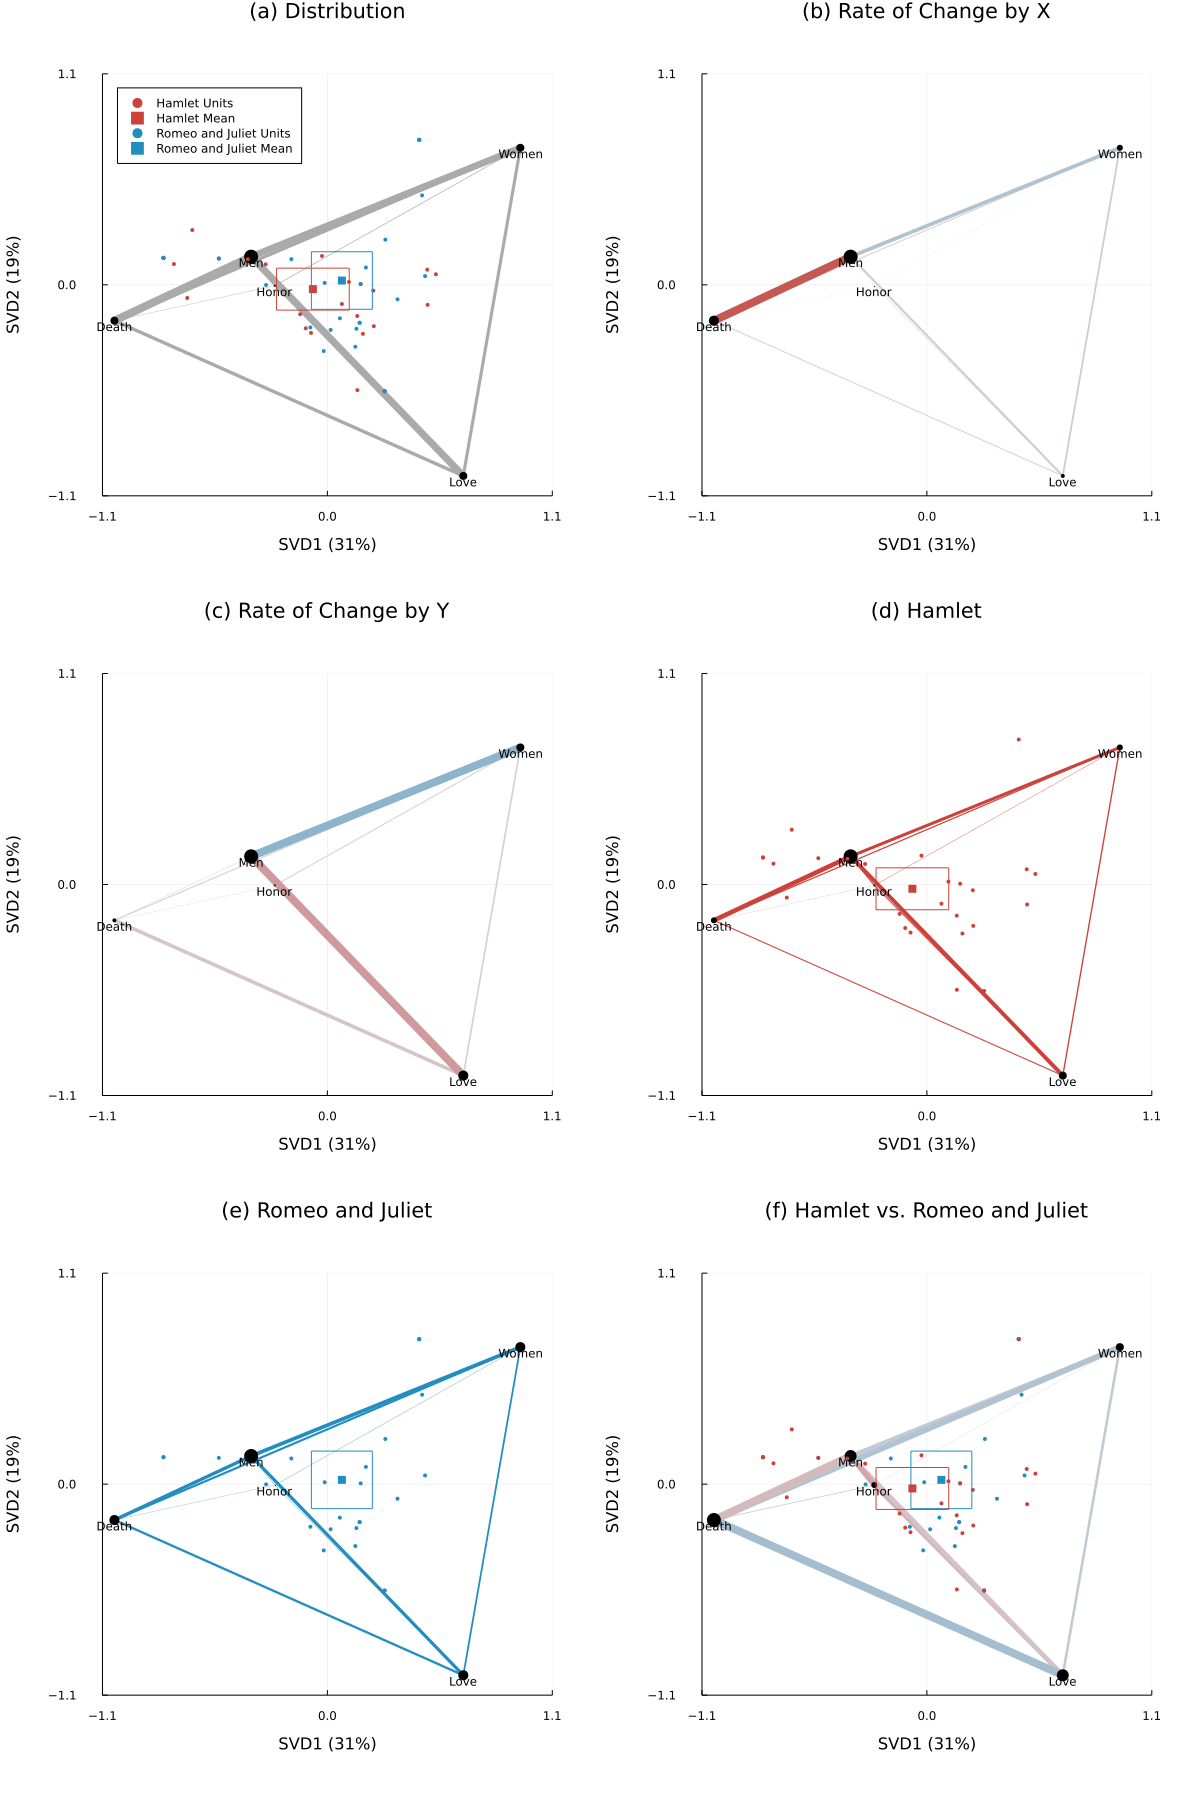 (a) Distribution
1.1
Hamlet Units
Hamlet Mean
Romeo and Juliet Units
Romeo and Juliet Mean
Women
Men
0.0
Honor
Death
Love
−1.1
−1.1
0.0
1.1
SVD1 (31%)
SVD2 (19%)
(b) Rate of Change by X
1.1
Women
Men
0.0
Honor
Death
Love
−1.1
−1.1
0.0
1.1
SVD1 (31%)
SVD2 (19%)
(c) Rate of Change by Y
1.1
Women
Men
0.0
Honor
Death
Love
−1.1
−1.1
0.0
1.1
SVD1 (31%)
SVD2 (19%)
(d) Hamlet
1.1
Women
Men
0.0
Honor
Death
Love
−1.1
−1.1
0.0
1.1
SVD1 (31%)
SVD2 (19%)
(e) Romeo and Juliet
1.1
Women
Men
0.0
Honor
Death
Love
−1.1
−1.1
0.0
1.1
SVD1 (31%)
SVD2 (19%)
(f) Hamlet vs. Romeo and Juliet
1.1
Women
Men
0.0
Honor
Death
Love
−1.1
−1.1
0.0
1.1
SVD1 (31%)
SVD2 (19%)